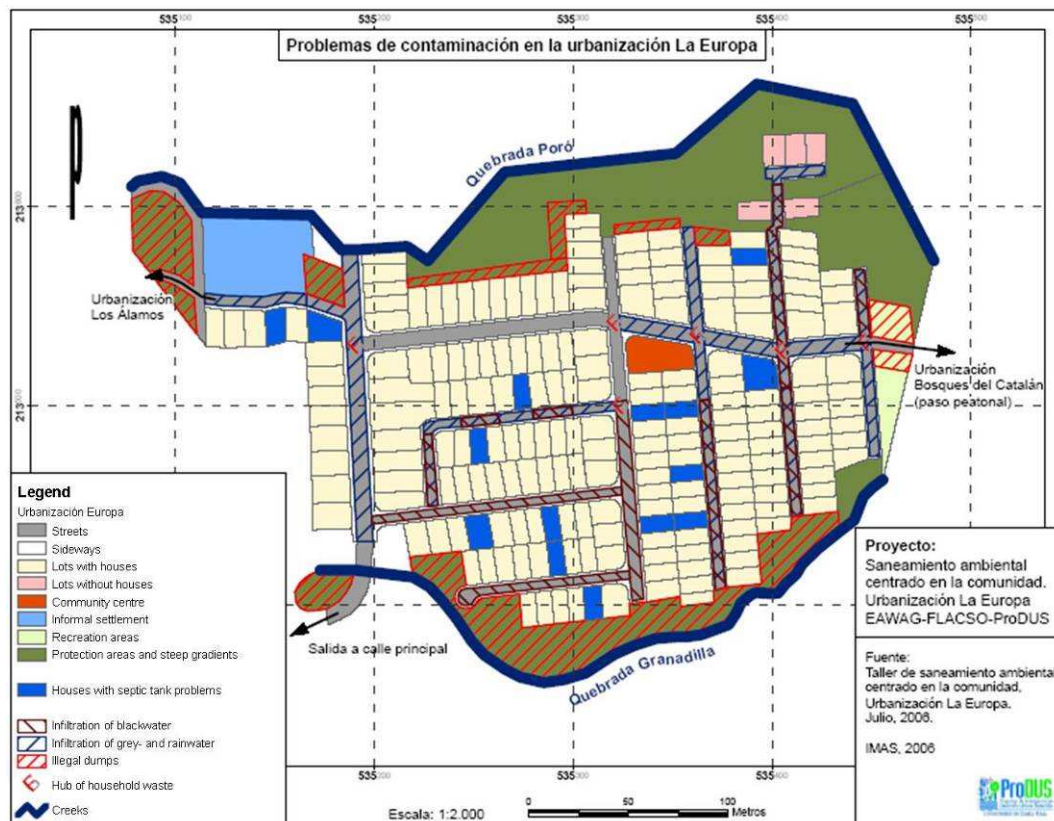 535100
535200
535300
535400
535500
Problemas de contaminación en la urbanización La Europa
Quebrada Poró
Urbanización
Los Álamos
Urbanización
Bosques del Catalán
(paso peatonal)
Legend
Urbanización Europa
Streets
Sideways
Lots with houses
Lots without houses
Community centre
Informal settlement
Recreation areas
Protection areas and steep gradients
Houses with septic tank problems
Infiltration of blackwater
Infiltration of grey- and rainwater
Illegal dumps
Hub of household waste
Creeks
Salida a calle principal
Quebrada Granadilla
Proyecto:
Saneamiento ambiental
centrado en la comunidad.
Urbanización La Europa
EAWAG-FLACSO-ProDUS
Fuente:
Taller de saneamiento ambiental
centrado en la comunidad,
Urbanización La Europa.
Julio, 2006.
IMAS, 2006
Escala: 1:2.000
0 50 100
Metros
535200
535300
535400
ProDUS